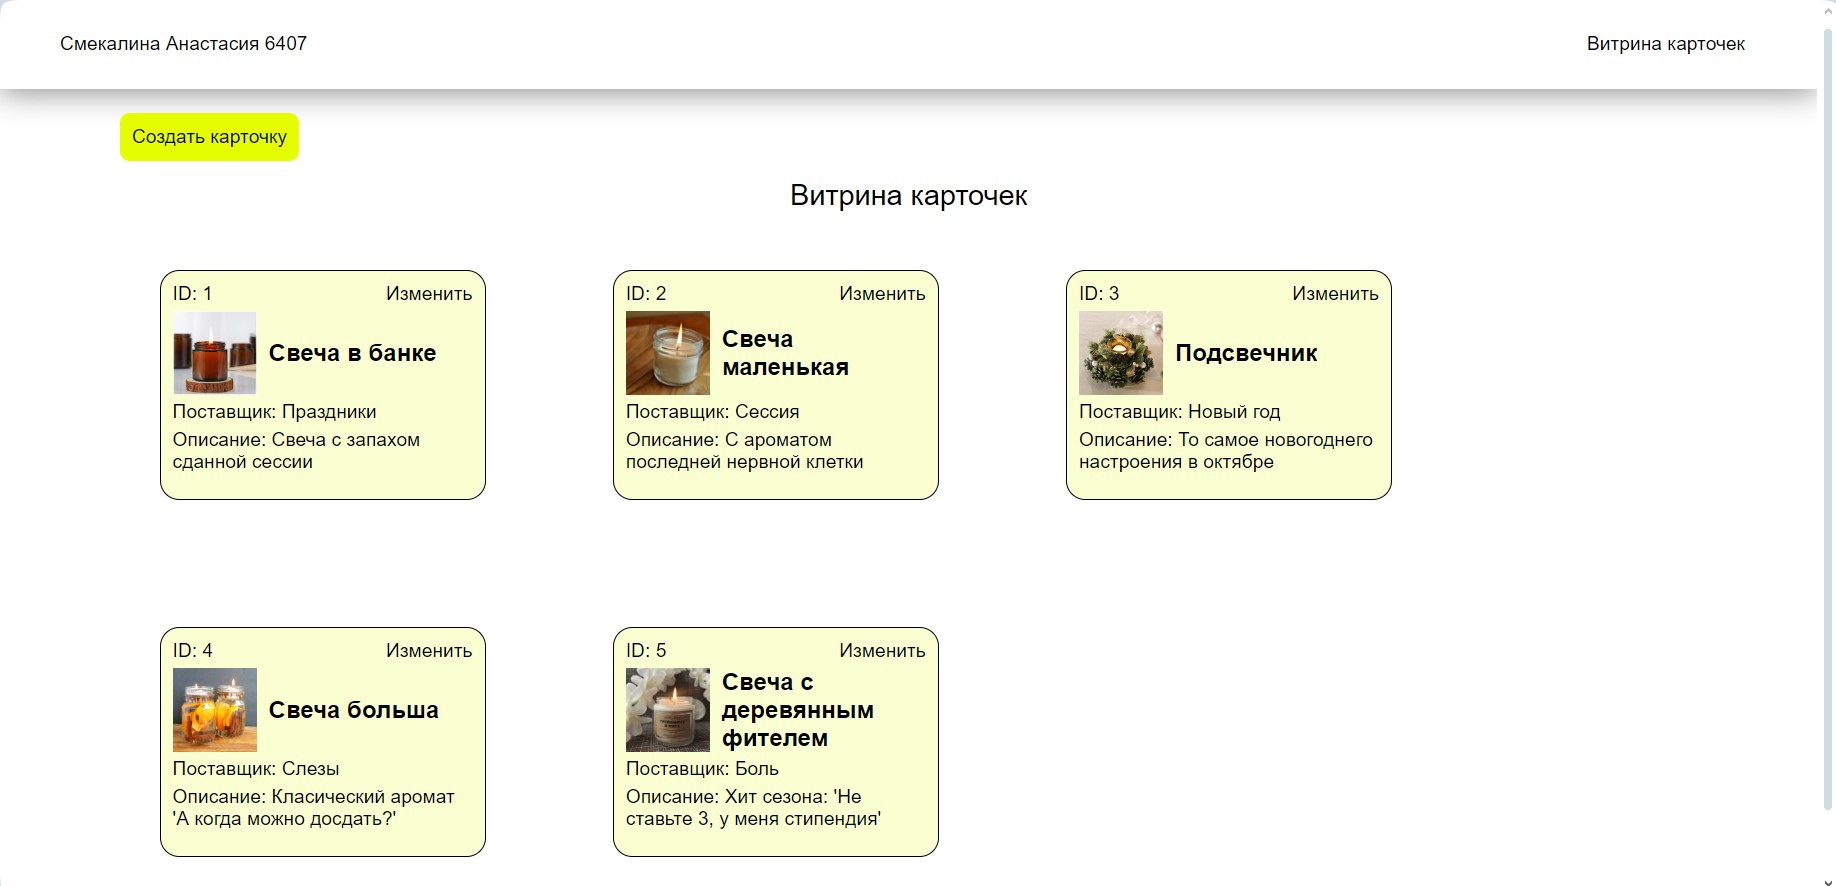 Смекалина Анастасия 6407
Витрина карточек
Создать карточку
Витрина карточек
ID: 1
Изменить
Свеча в банке
Поставщик: Праздники
Описание: Свеча с запахом
сданной сессии
ID: 2
Изменить
Свеча
маленькая
Поставщик: Сессия
Описание: С ароматом
последней нервной клетки
ID: 3
Изменить
Подсвечник
Поставщик: Новый год
Описание: То самое новогоднего
настроения в октябре
ID: 4
Изменить
Свеча больша
Поставщик: Слезы
Описание: Класический аромат
'А когда можно досдать?'
ID: 5
Изменить
Свеча с
деревянным
фителем
Поставщик: Боль
Описание: Хит сезона: 'Не
ставьте 3, у меня стипендия'